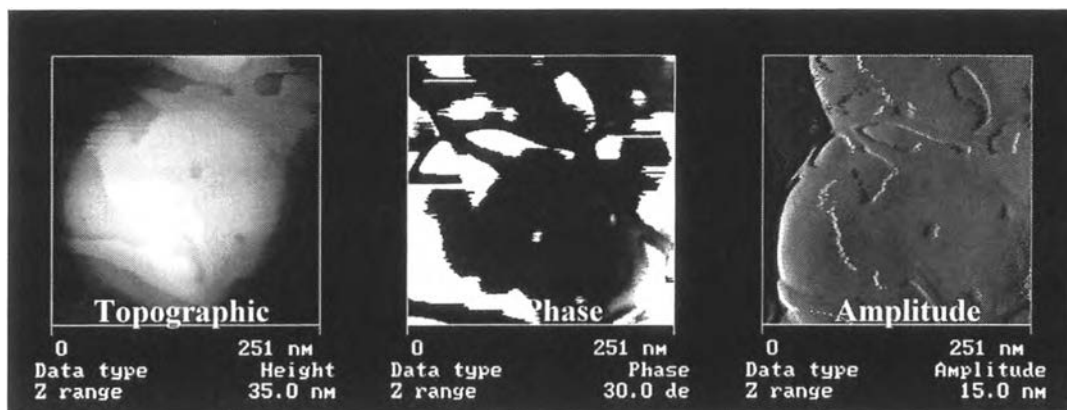 Topographic
Phase
Amplitude
0 251 nm
Data type Height
Z range 35.0 nm
0 251 nm
Data type Phase
Z range 30.0 de
0 251 nm
Data type Amplitude
Z range 15.0 nm